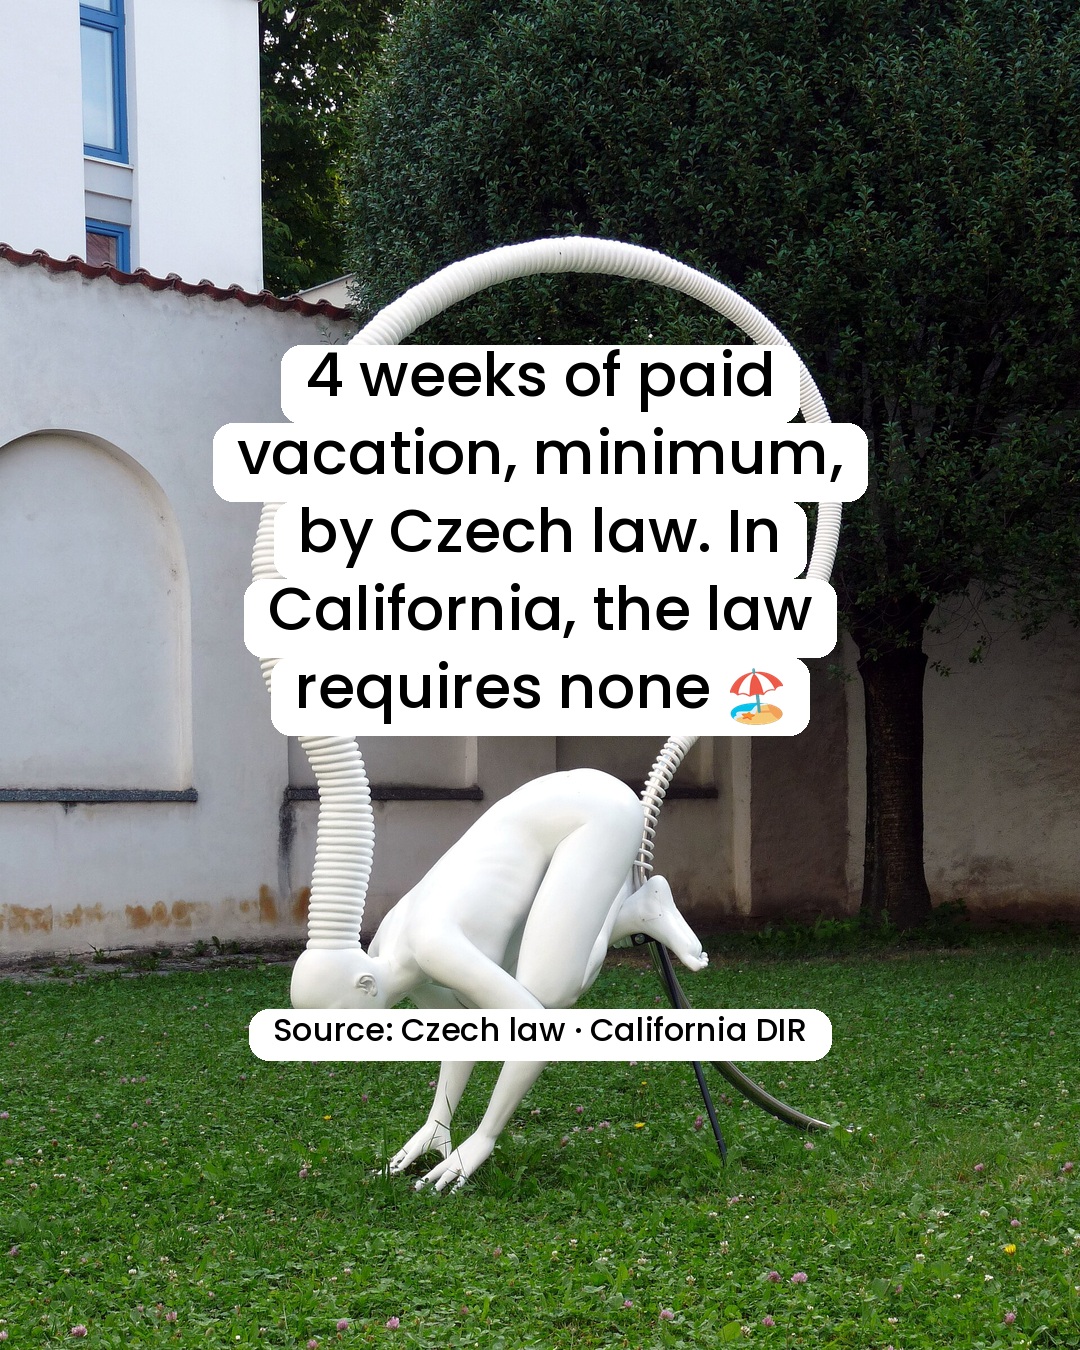 4 weeks of paid
vacation, minimum,
by Czech law. In
California, the law
requires none 🏖️
Source: Czech law · California DIR